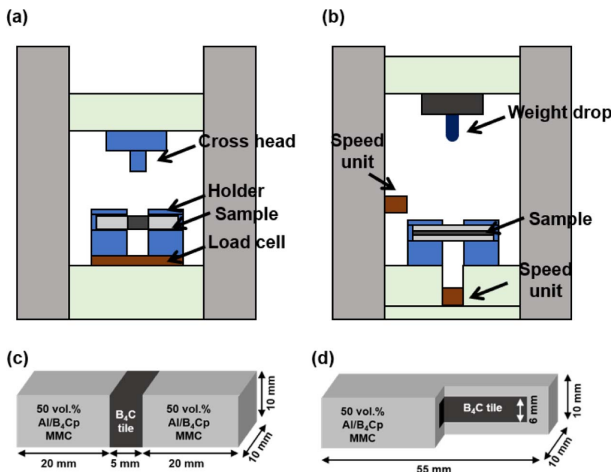 (a)
Cross head
Holder
Sample
Load cell
(b)
Weight drop
Speed
unit
Sample
Speed
unit
(c)
50 vol.%
Al/B₄Cp
MMC
B₄C
tile
50 vol.%
Al/B₄Cp
MMC
20 mm
5 mm
20 mm
10 mm
10 mm
(d)
50 vol.%
Al/B₄Cp
MMC
B₄C tile
6 mm
10 mm
10 mm
55 mm